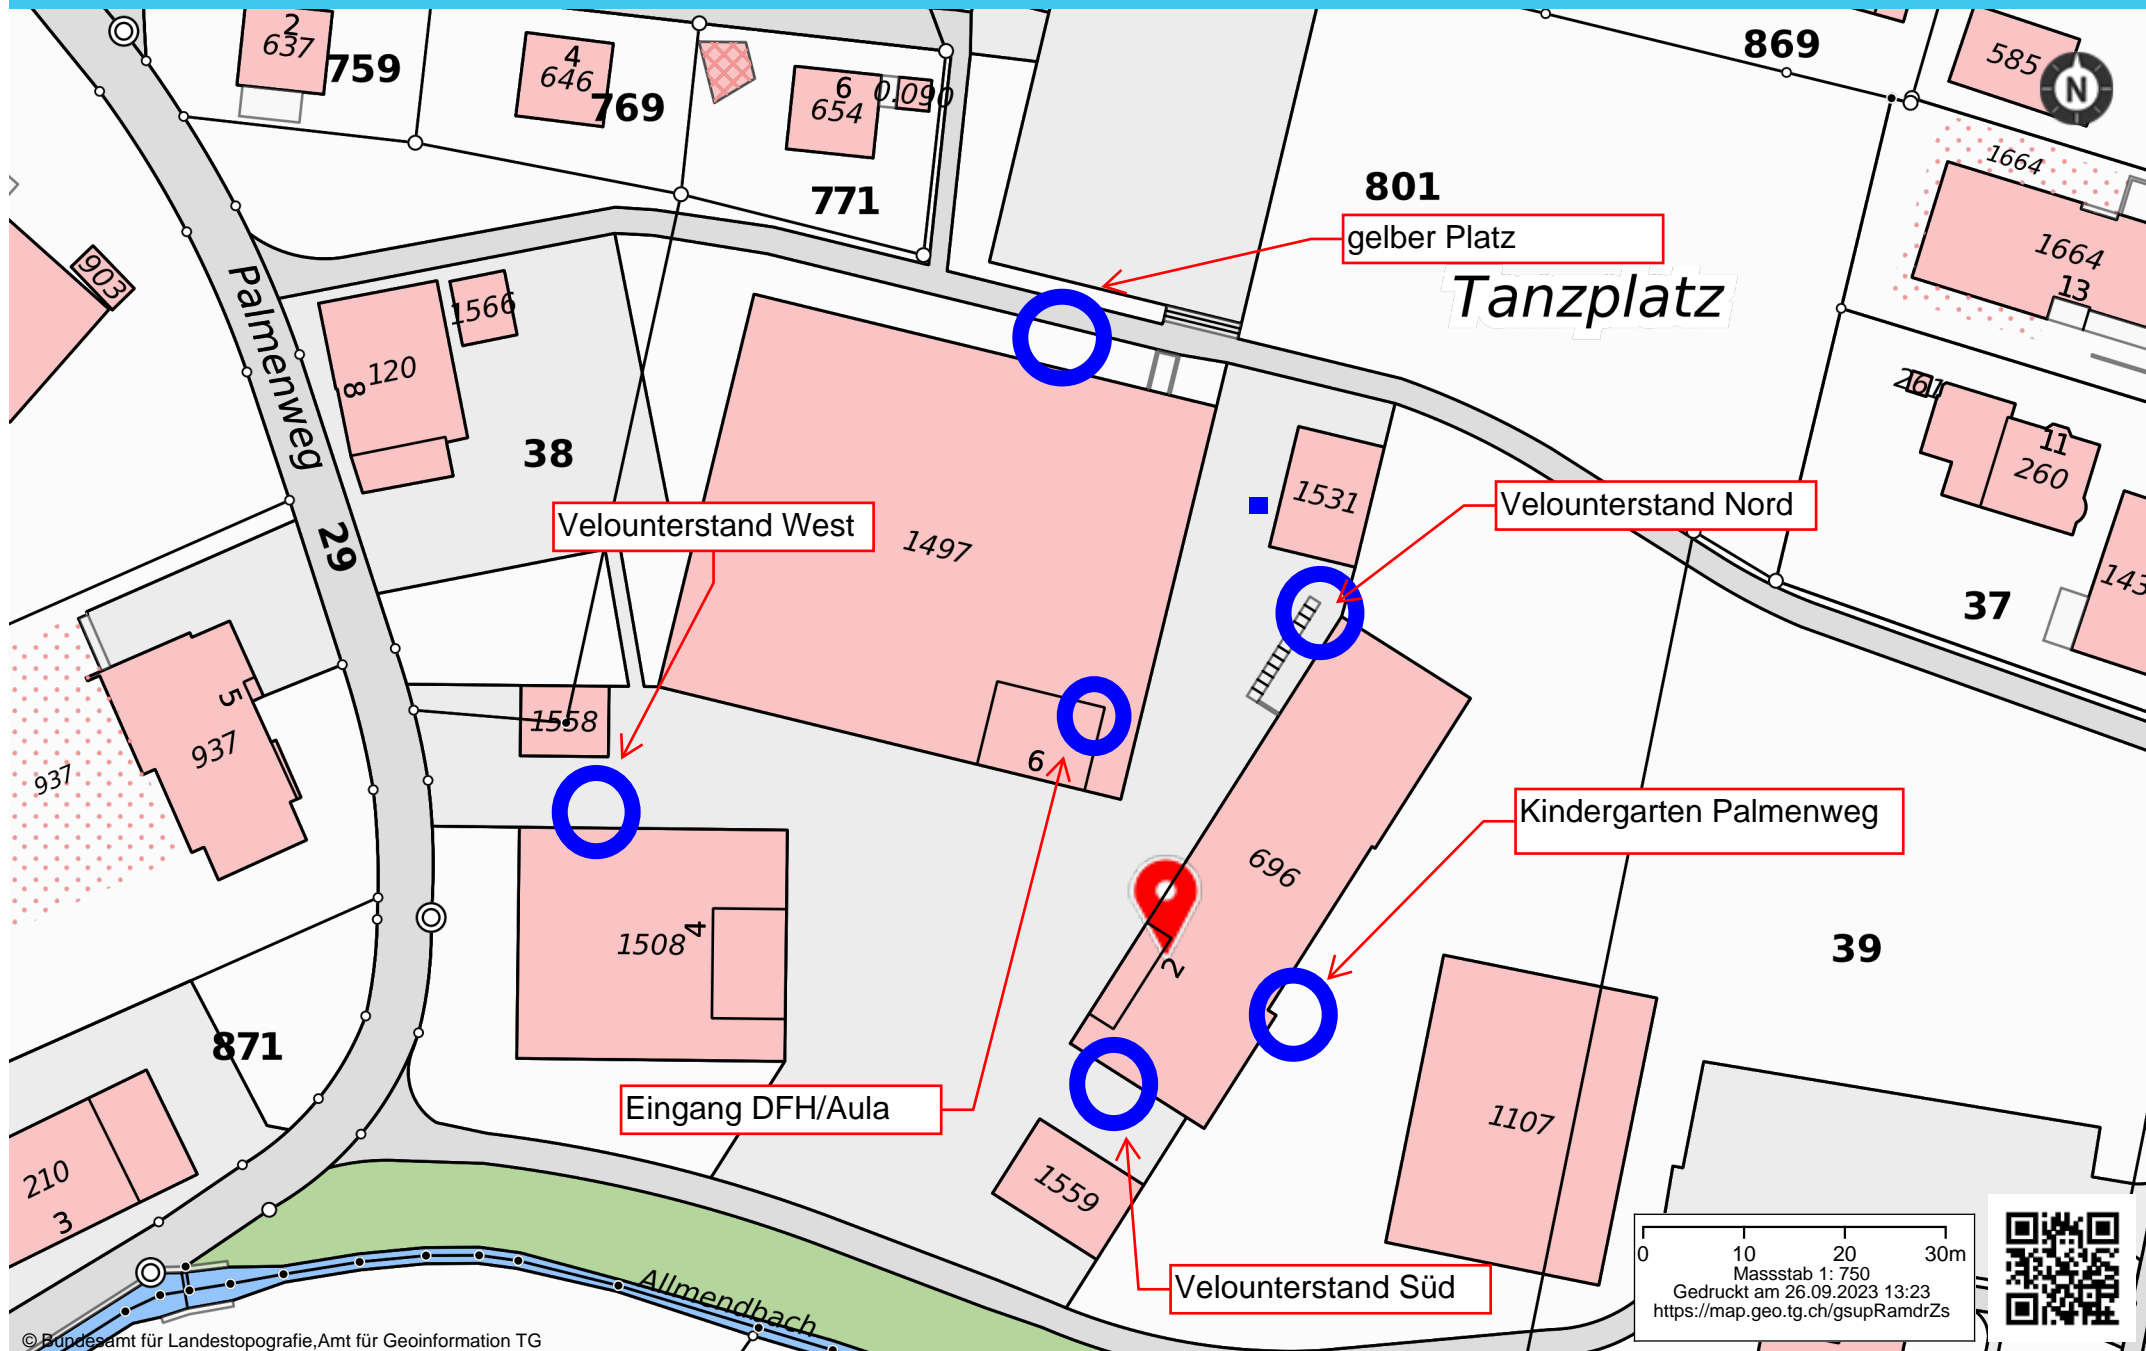 2
637
759
4
646
769
6
654
0.090
771
869
585
N
801
1664
1664
13
gelber Platz
Tanzplatz
903
Palmenweg
1566
120
8
38
261
11
260
1531
Velounterstand Nord
Velounterstand West
1497
29
143
37
5
937
937
1558
6
Kindergarten Palmenweg
696
2
1508
4
39
871
Eingang DFH/Aula
1107
210
3
1559
Velounterstand Süd
Allmendbach
0 10 20 30m
Massstab 1: 750
Gedruckt am 26.09.2023 13:23
https://map.geo.tg.ch/gsupRamdrZs
© Bundesamt für Landestopografie,Amt für Geoinformation TG